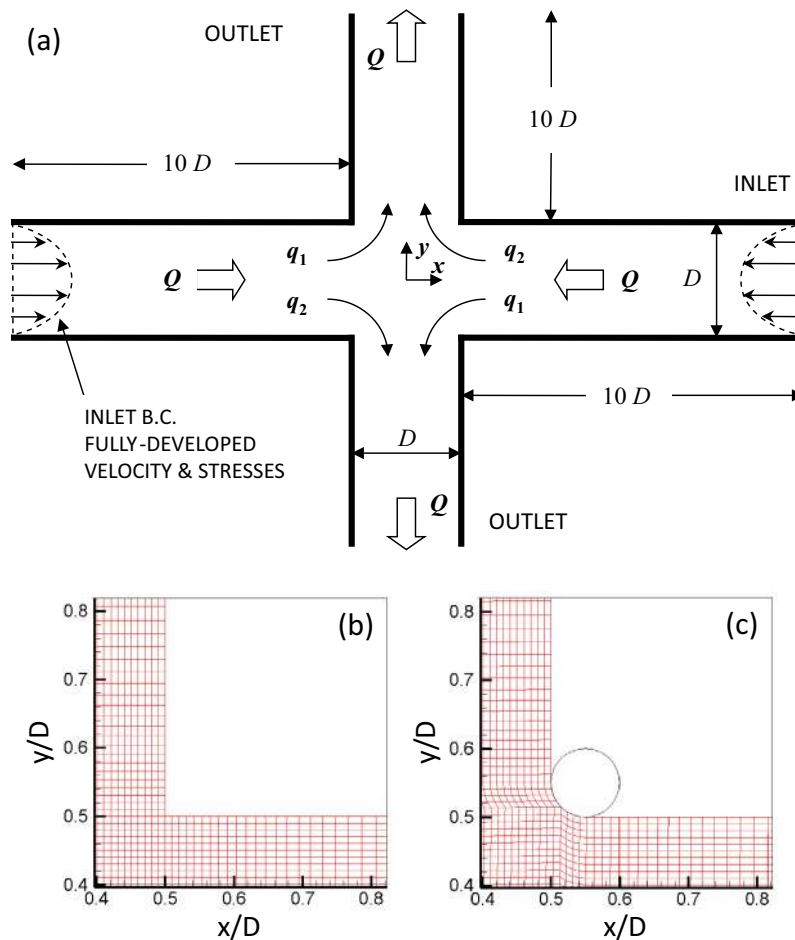 (a)
OUTLET
Q
10 D
10 D
INLET
q1
y
q2
Q
x
Q
D
q2
q1
INLET B.C.
FULLY-DEVELOPED
VELOCITY & STRESSES
D
10 D
Q
OUTLET
(b)
0.8
0.7
0.6
0.5
0.4
y/D
0.4 0.5 0.6 0.7 0.8
x/D
(c)
0.8
0.7
0.6
0.5
0.4
y/D
0.4 0.5 0.6 0.7 0.8
x/D